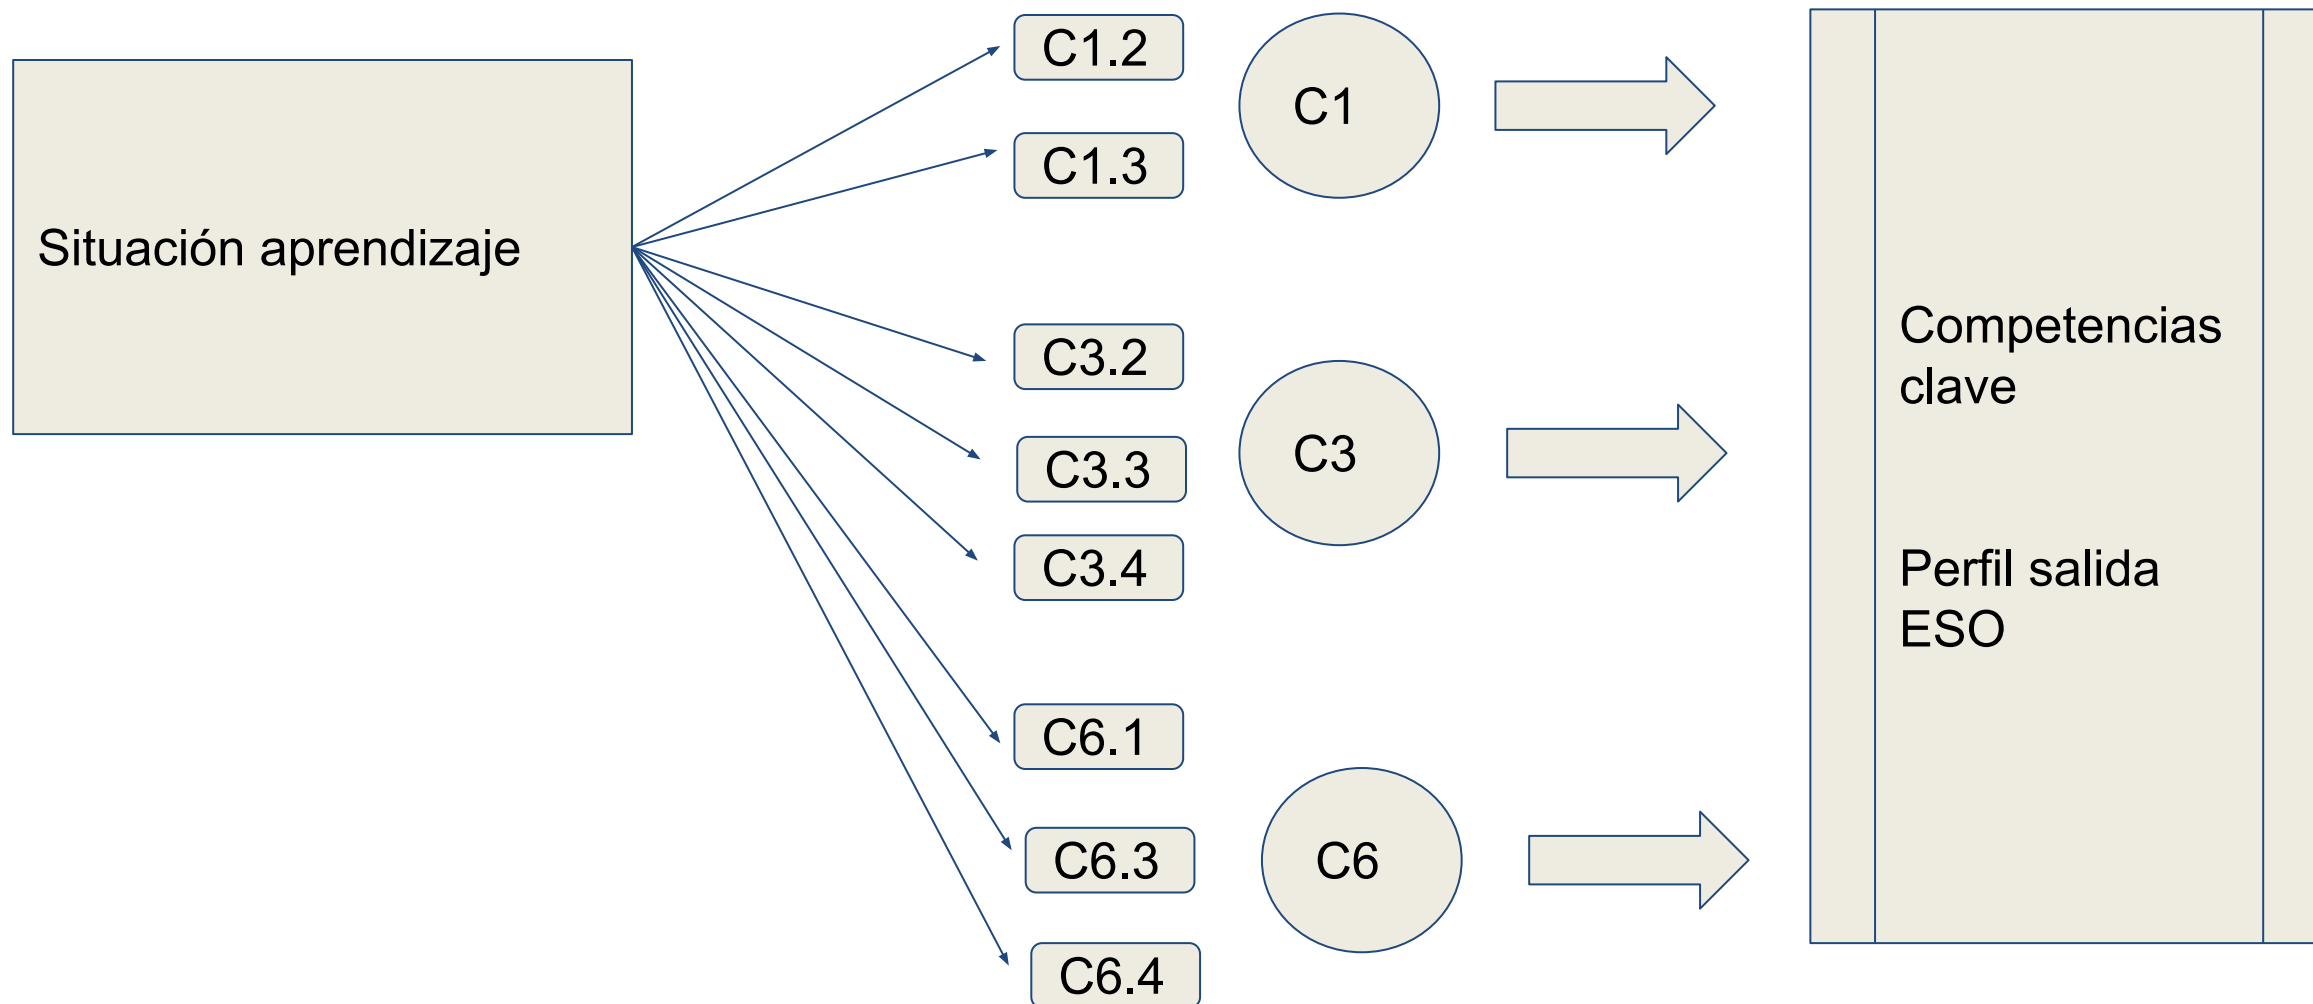 Situación aprendizaje
C1.2
C1.3
C1
C3.2
C3.3
C3.4
C3
C6.1
C6.3
C6.4
C6
Competencias
clave
Perfil salida
ESO